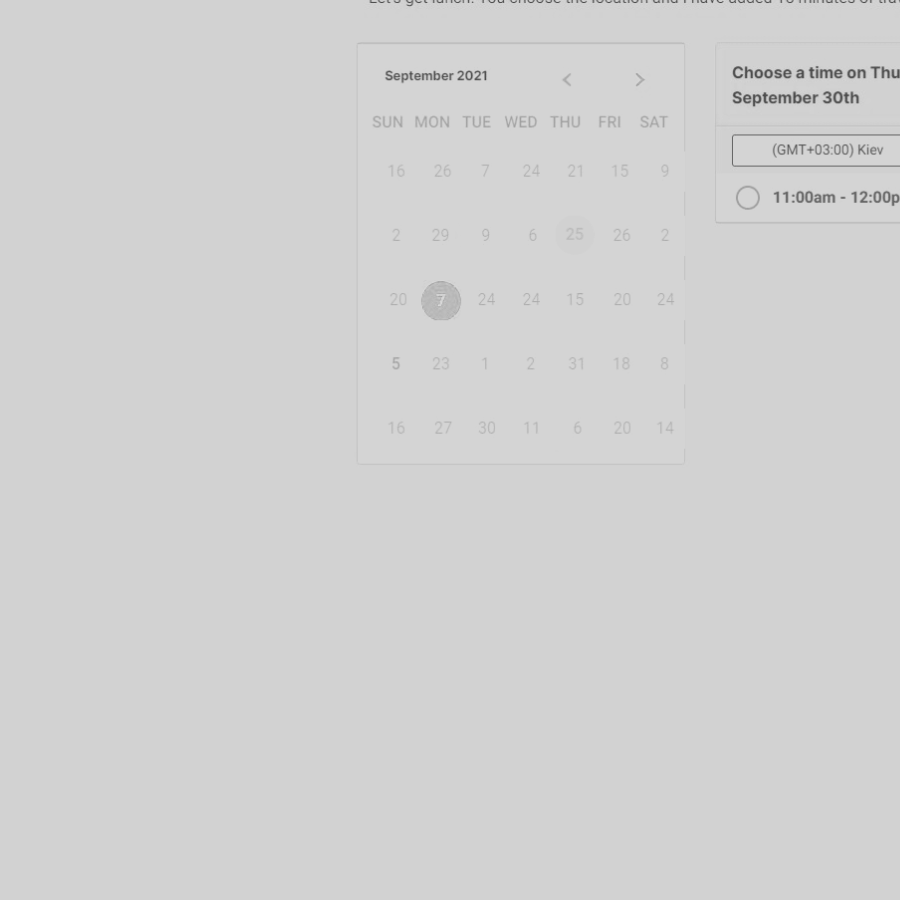 September 2021
SUN MON TUE WED THU FRI SAT
16 26 7 24 21 15 9
2 29 9 6 25 26 2
20 7 24 24 15 20 24
5 23 1 2 31 18 8
16 27 30 11 6 20 14
Choose a time on Thu
September 30th
(GMT+03:00) Kiev
11:00am - 12:00p